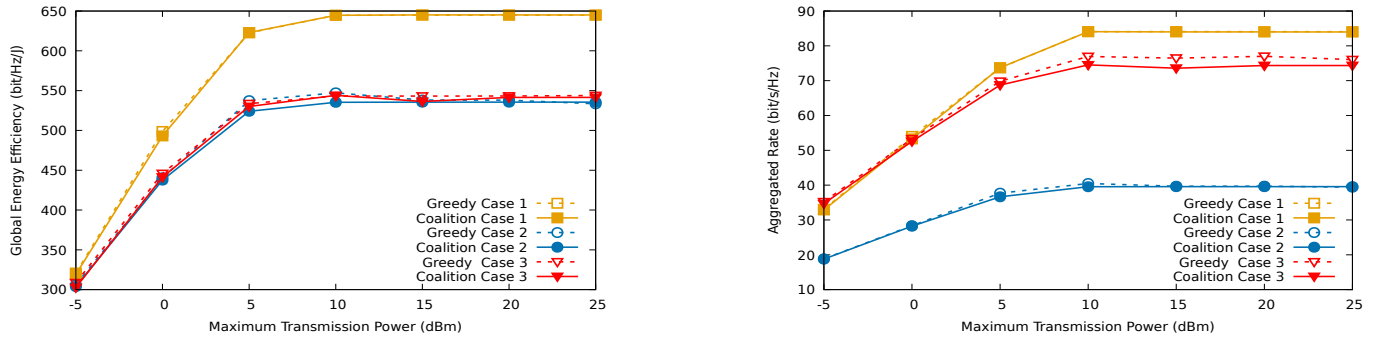 Global Energy Efficiency (bit/Hz/J)
650
600
550
500
450
400
350
300
-5
0
5
10
15
20
25
Maximum Transmission Power (dBm)
Greedy Case 1
Coalition Case 1
Greedy Case 2
Coalition Case 2
Greedy Case 3
Coalition Case 3
Aggregated Rate (bit/s/Hz)
90
80
70
60
50
40
30
20
10
-5
0
5
10
15
20
25
Maximum Transmission Power (dBm)
Greedy Case 1
Coalition Case 1
Greedy Case 2
Coalition Case 2
Greedy Case 3
Coalition Case 3